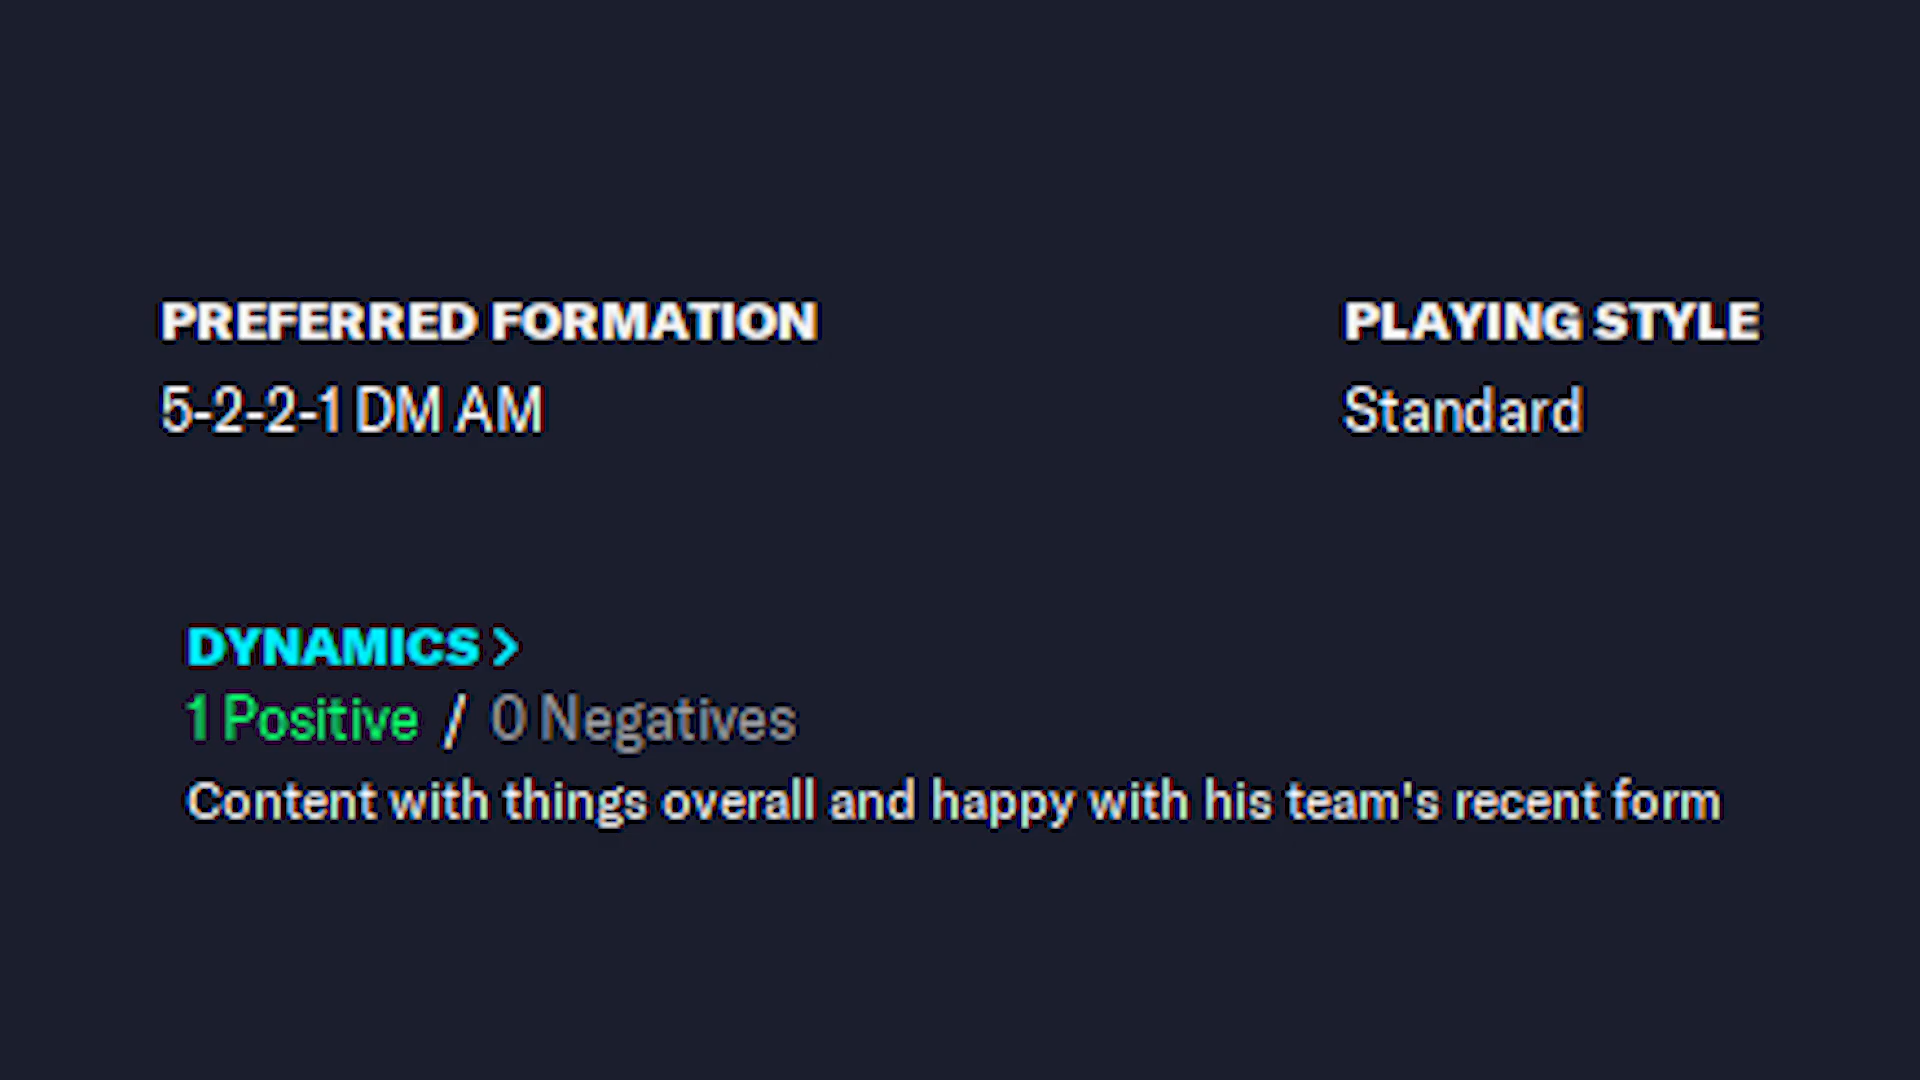 PREFERRED FORMATION
PLAYING STYLE
5-2-2-1 DM AM
Standard
DYNAMICS >
1 Positive / 0 Negatives
Content with things overall and happy with his team's recent form